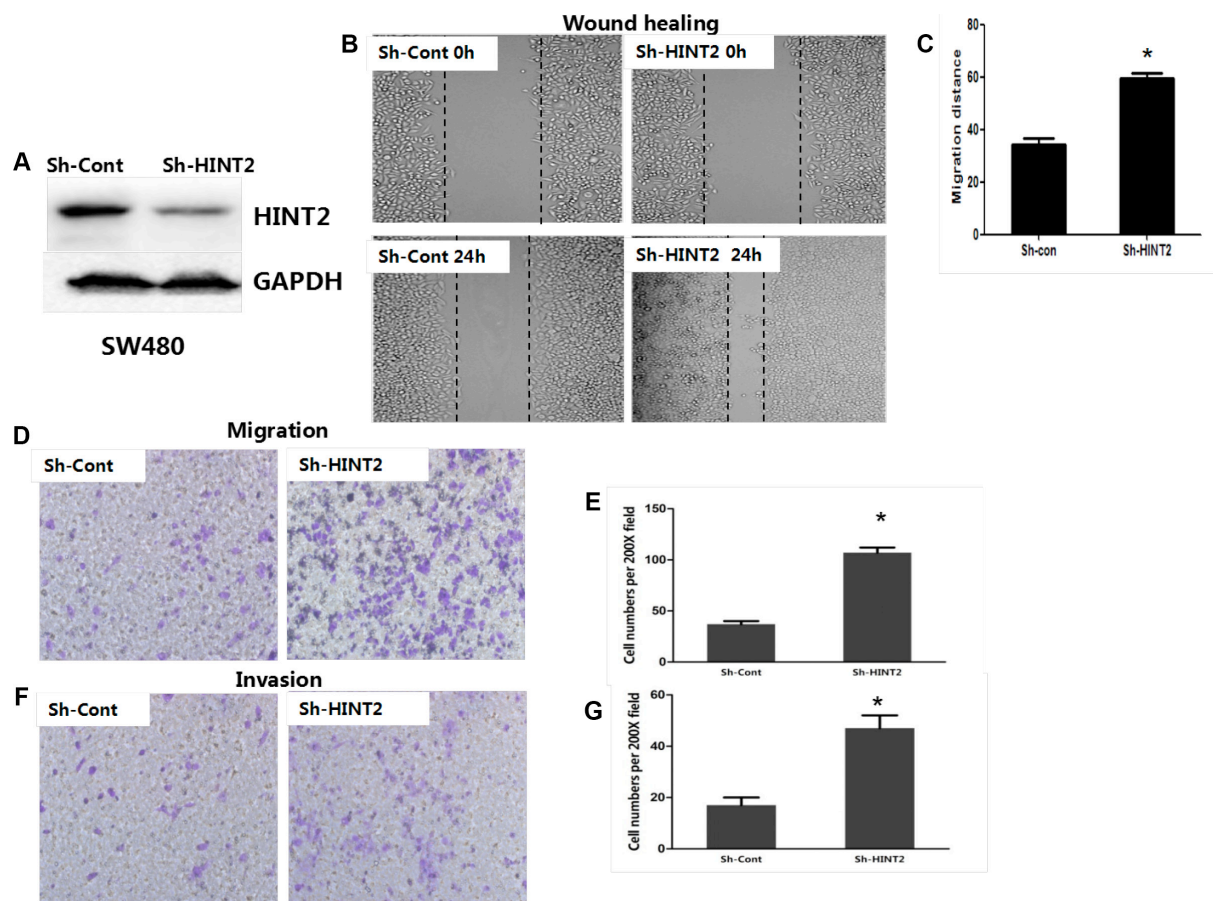 Wound healing
A
Sh-Cont Sh-HINT2
HINT2
GAPDH
SW480
B
Sh-Cont 0h
Sh-HINT2 0h
Sh-Cont 24h
Sh-HINT2 24h
C
Migration distance
80
60
40
20
0
*
Sh-con Sh-HINT2
D
Migration
Sh-Cont
Sh-HINT2
E
Cell numbers per 200X field
150
100
50
0
*
Sh-Cont Sh-HINT2
F
Invasion
Sh-Cont
Sh-HINT2
G
Cell numbers per 200X field
60
40
20
0
*
Sh-Cont Sh-HINT2